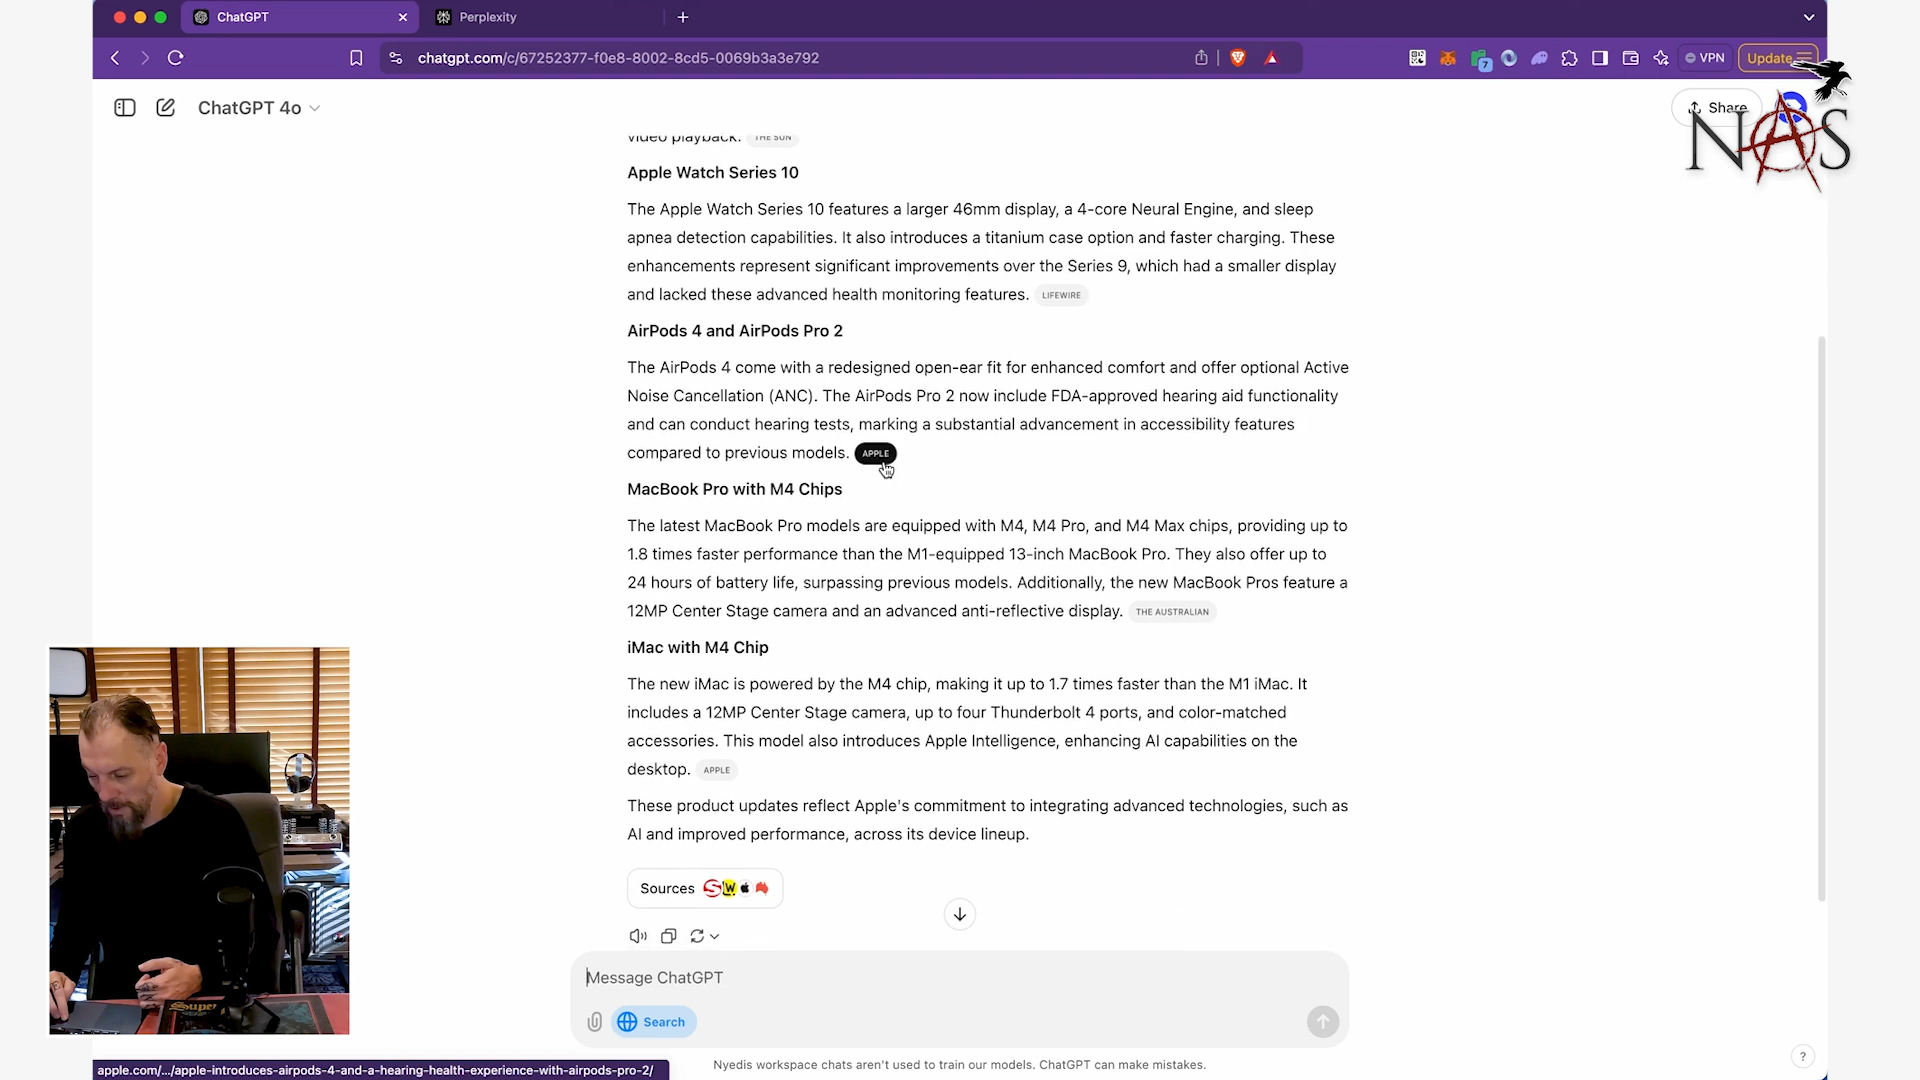 ChatGPT
Perplexity
chatgpt.com/c/67252377-f0e8-8002-8cd5-0069b3a3e792
7
VPN
Update
ChatGPT 4o
Share
NAS
video playback. THE SUN
Apple Watch Series 10
The Apple Watch Series 10 features a larger 46mm display, a 4-core Neural Engine, and sleep
apnea detection capabilities. It also introduces a titanium case option and faster charging. These
enhancements represent significant improvements over the Series 9, which had a smaller display
and lacked these advanced health monitoring features. LIFEWIRE
AirPods 4 and AirPods Pro 2
The AirPods 4 come with a redesigned open-ear fit for enhanced comfort and offer optional Active
Noise Cancellation (ANC). The AirPods Pro 2 now include FDA-approved hearing aid functionality
and can conduct hearing tests, marking a substantial advancement in accessibility features
compared to previous models. APPLE
MacBook Pro with M4 Chips
The latest MacBook Pro models are equipped with M4, M4 Pro, and M4 Max chips, providing up to
1.8 times faster performance than the M1-equipped 13-inch MacBook Pro. They also offer up to
24 hours of battery life, surpassing previous models. Additionally, the new MacBook Pros feature a
12MP Center Stage camera and an advanced anti-reflective display. THE AUSTRALIAN
iMac with M4 Chip
The new iMac is powered by the M4 chip, making it up to 1.7 times faster than the M1 iMac. It
includes a 12MP Center Stage camera, up to four Thunderbolt 4 ports, and color-matched
accessories. This model also introduces Apple Intelligence, enhancing AI capabilities on the
desktop. APPLE
These product updates reflect Apple's commitment to integrating advanced technologies, such as
AI and improved performance, across its device lineup.
Sources
Message ChatGPT
Search
Nyedis workspace chats aren't used to train our models. ChatGPT can make mistakes.
?
apple.com/.../apple-introduces-airpods-4-and-a-hearing-health-experience-with-airpods-pro-2/
Super